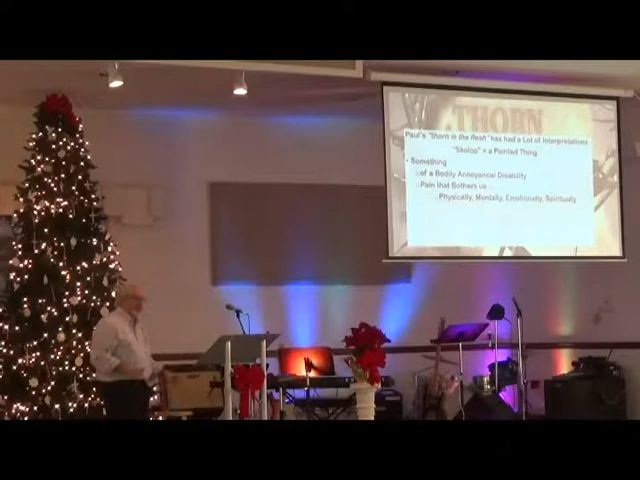 THORN
Paul's "thorn in the flesh" has had a Lot of Interpretations
"Skolop" = a Pointed Thing
• Something
of a Bodily Annoyance/ Disability
Pain that Bothers us
Physically, Mentally, Emotionally, Spiritually